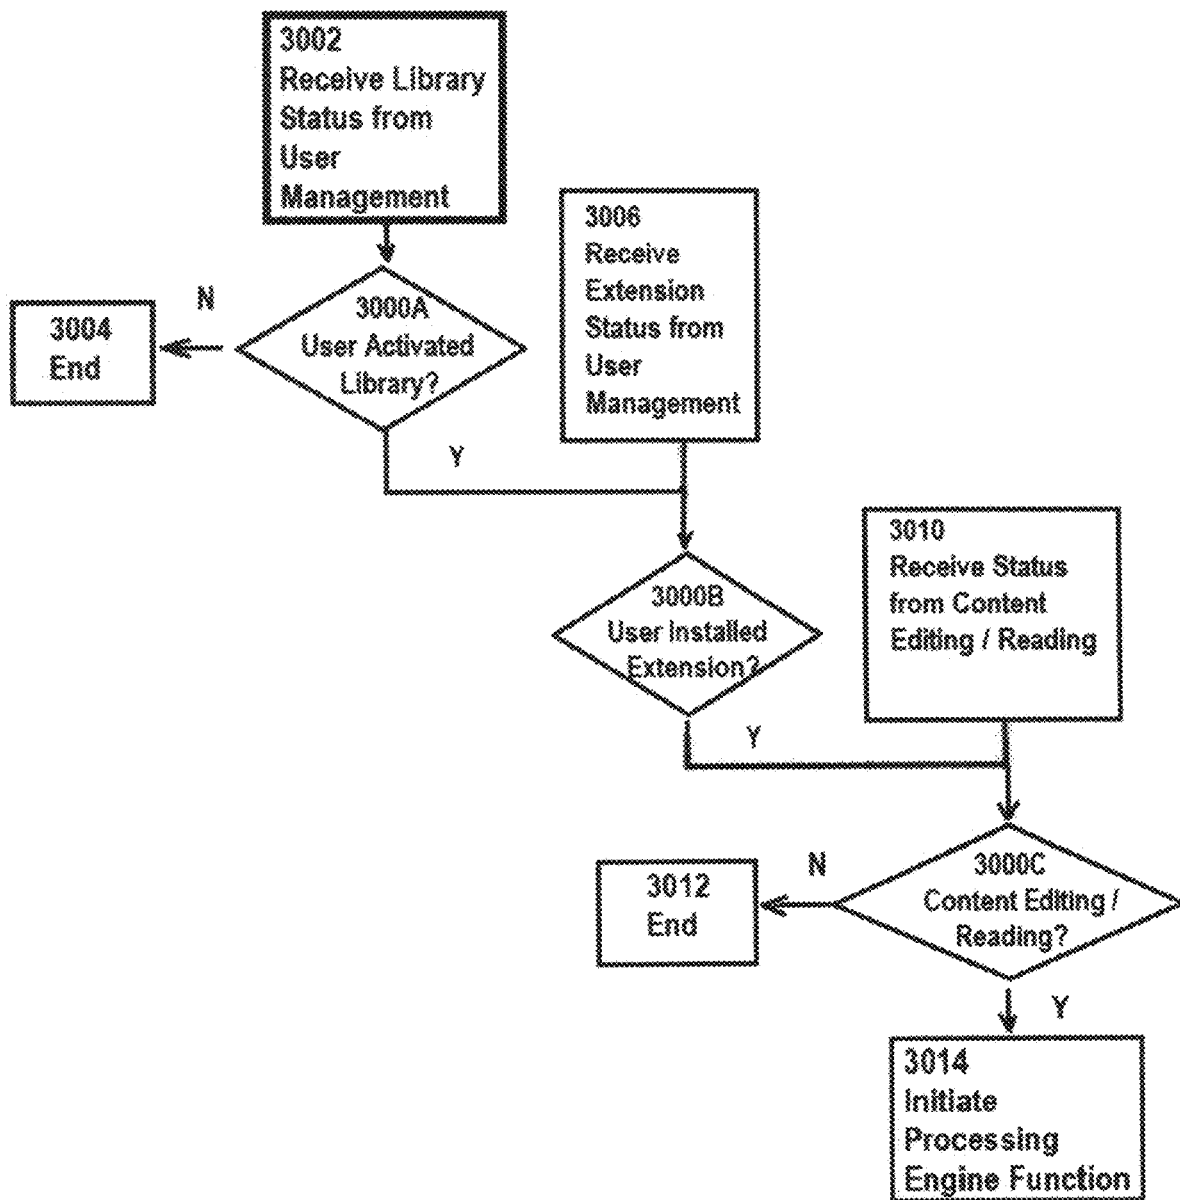 3002
Receive Library
Status from
User
Management
3006
Receive
Extension
Status from
User
Management
N
3000A
User Activated
Library?
3004
End
Y
3010
Receive Status
from Content
Editing / Reading
3000B
User Installed
Extension?
Y
3000C
Content Editing /
Reading?
N
3012
End
Y
3014
Initiate
Processing
Engine Function